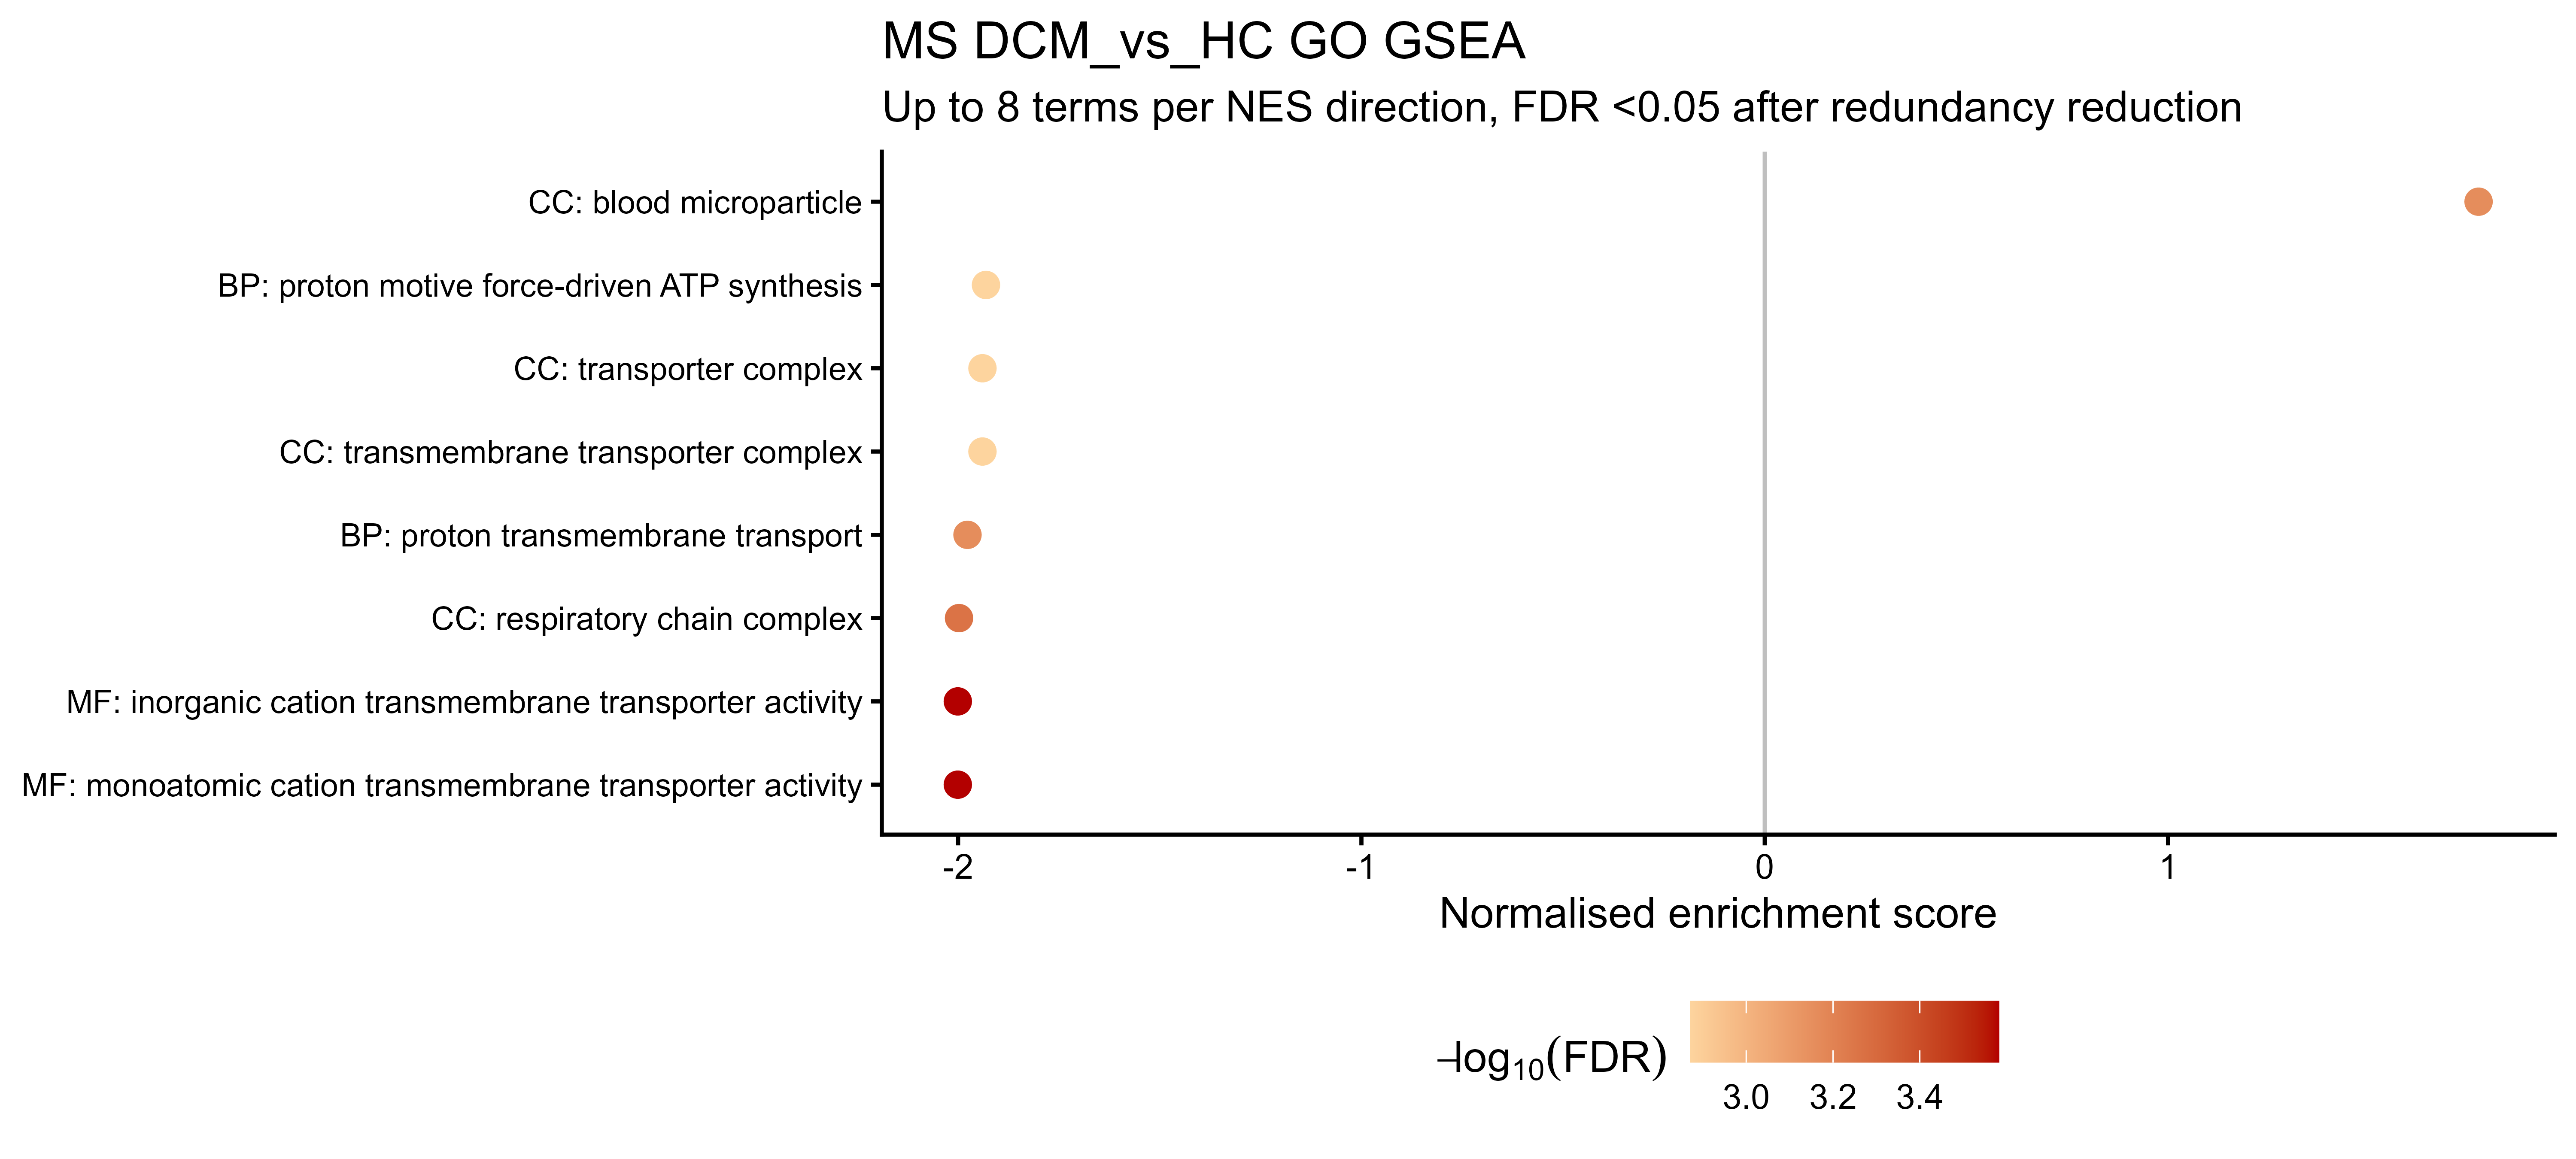 MS DCM_vs_HC GO GSEA
Up to 8 terms per NES direction, FDR <0.05 after redundancy reduction
CC: blood microparticle
BP: proton motive force-driven ATP synthesis
CC: transporter complex
CC: transmembrane transporter complex
BP: proton transmembrane transport
CC: respiratory chain complex
MF: inorganic cation transmembrane transporter activity
MF: monoatomic cation transmembrane transporter activity
-2 -1 0 1
Normalised enrichment score
−log₁₀(FDR)
3.0 3.2 3.4